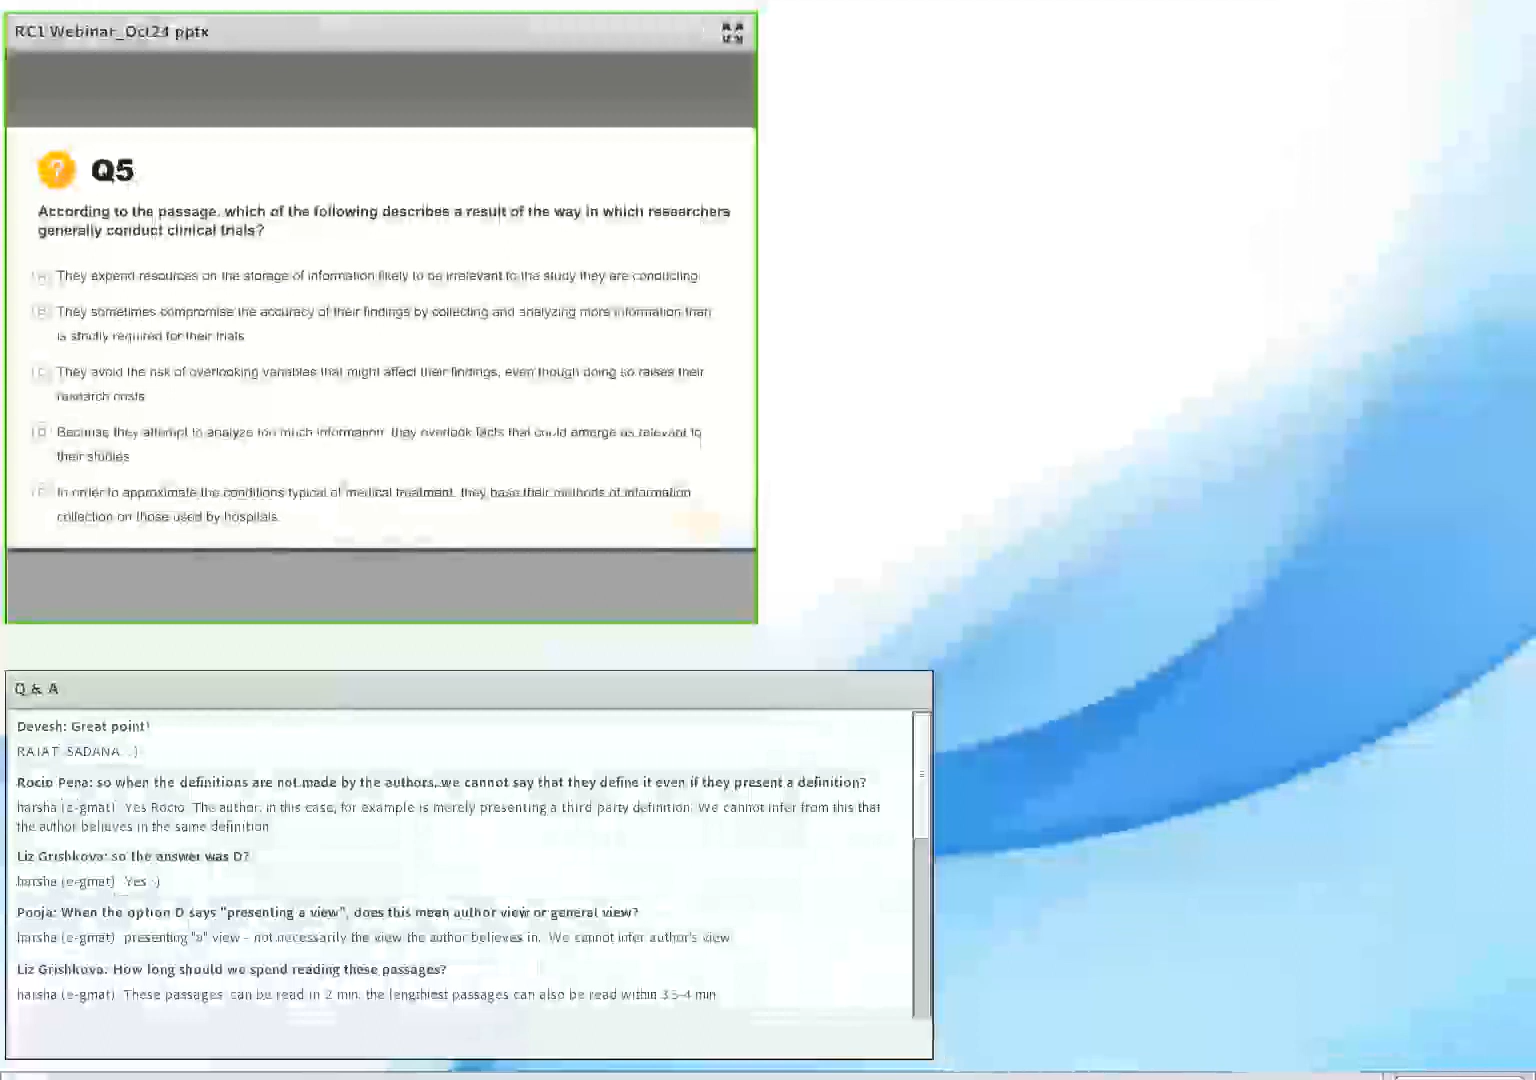 RC1 Webinar_Oct24 pptx
Q5
According to the passage, which of the following describes a result of the way in which researchers
generally conduct clinical trials?
A They expend resources on the storage of information likely to be irrelevant to the study they are conducting
B They sometimes compromise the accuracy of their findings by collecting and analyzing more information than
is strictly required for their trials
C They avoid the risk of overlooking variables that might affect their findings, even though doing so raises their
research costs
D Because they attempt to analyze too much information, they overlook facts that could emerge as relevant to
their studies
E In order to approximate the conditions typical of medical treatment, they base their methods of information
collection on those used by hospitals.
Q & A
Devesh: Great point!
RAJAT SADANA: :)
Rocio Pena: so when the definitions are not made by the authors, we cannot say that they define it even if they present a definition?
harsha (e-gmat) Yes Rocio. The author, in this case, for example is merely presenting a third party definition. We cannot infer from this that
the author believes in the same definition
Liz Grishkova: so the answer was D?
harsha (e-gmat) Yes :)
Pooja: When the option D says "presenting a view", does this mean author view or general view?
harsha (e-gmat) presenting "a" view - not necessarily the view the author believes in. We cannot infer author's view
Liz Grishkova: How long should we spend reading these passages?
harsha (e-gmat) These passages can be read in 2 min. the lengthiest passages can also be read within 3.5-4 min